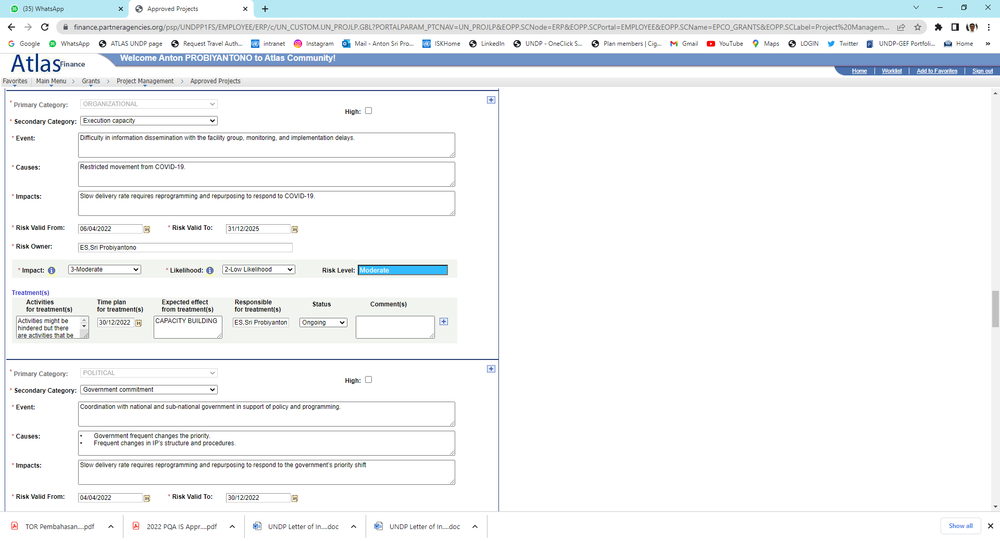 (35) WhatsApp
Approved Projects
finance.partneragencies.org/psp/UNDPP1FS/EMPLOYEE/ERP/c/UN_CUSTOM.UN_PROJLP.GBL?PORTALPARAM_PTCNAV=UN_PROJLP&EOPP.SCNode=ERP&EOPP.SCPortal=EMPLOYEE&EOPP.SCName=EPCO_GRANTS&EOPP.SCLabel=Project%20Managem...
Google WhatsApp ATLAS UNDP page Request Travel Auth... intranet Instagram Mail - Anton Sri Pro... ISKHome LinkedIn UNDP - OneClick S... Plan members | Cig... Gmail YouTube Maps LOGIN Twitter UNDP-GEF Portfoli... Home »
Atlas Finance
Welcome Anton PROBIYANTONO to Atlas Community!
Home Worklist Add to Favorites Sign out
Favorites Main Menu > Grants > Project Management > Approved Projects
* Primary Category: ORGANIZATIONAL
High:
* Secondary Category: Execution capacity
* Event: Difficulty in information dissemination with the facility group, monitoring, and implementation delays.
* Causes: Restricted movement from COVID-19.
* Impacts: Slow delivery rate requires reprogramming and repurposing to respond to COVID-19.
* Risk Valid From: 06/04/2022 * Risk Valid To: 31/12/2025
* Risk Owner: ES,Sri Probiyantono
* Impact: 3-Moderate * Likelihood: 2-Low Likelihood Risk Level: Moderate
Treatment(s)
Activities for treatment(s) Time plan for treatment(s) Expected effect from treatment(s) Responsible for treatment(s) Status Comment(s)
Activities might be hindered but there are activities that be 30/12/2022 CAPACITY BUILDING ES,Sri Probiyanton Ongoing
* Primary Category: POLITICAL
High:
* Secondary Category: Government commitment
* Event: Coordination with national and sub-national government in support of policy and programming.
* Causes: • Government frequent changes the priority.
• Frequent changes in IP's structure and procedures.
* Impacts: Slow delivery rate requires reprogramming and repurposing to respond to the government's priority shift
* Risk Valid From: 04/04/2022 * Risk Valid To: 30/12/2022
TOR Pembahasan....pdf 2022 PQA IS Appr....pdf UNDP Letter of In....doc UNDP Letter of In....doc Show all